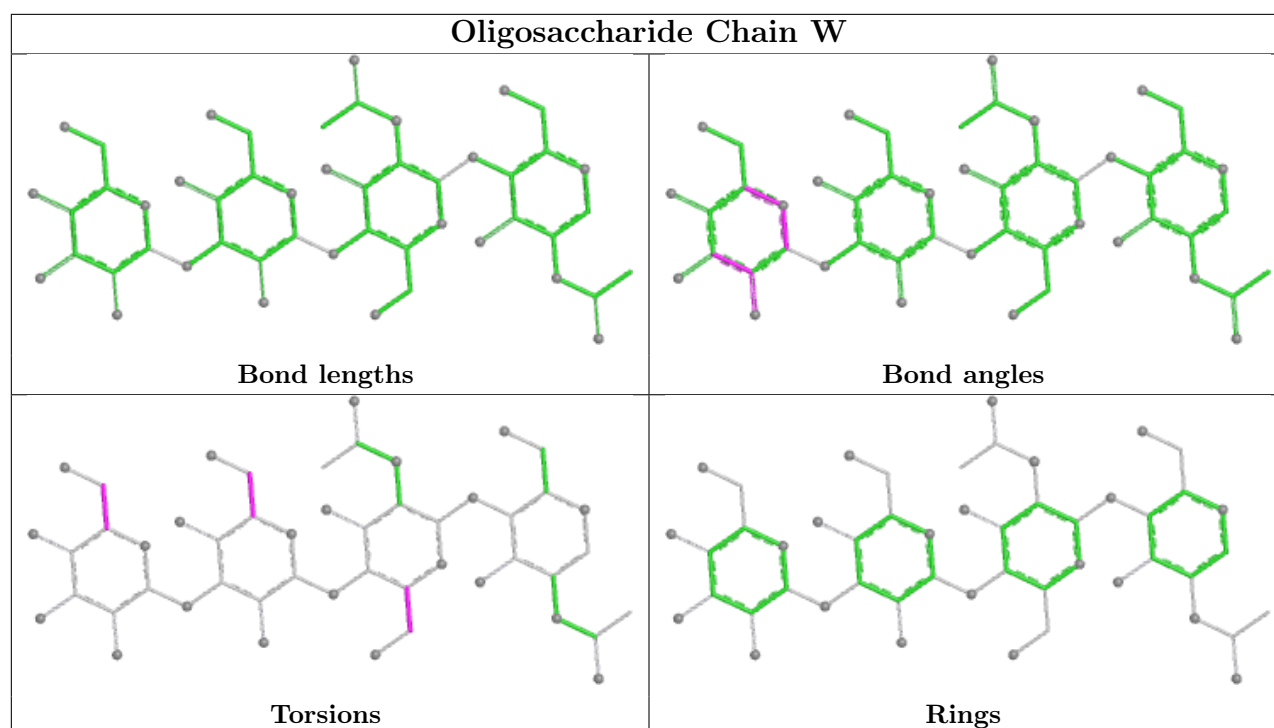 Oligosaccharide Chain W
Bond lengths
Bond angles
Torsions
Rings